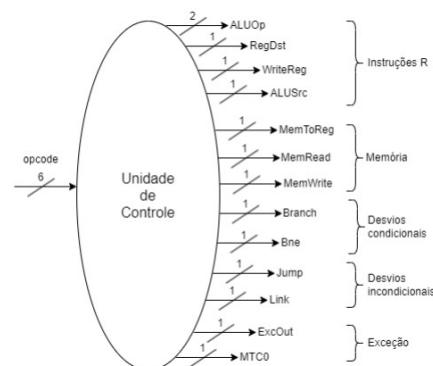 2 ALUOp
1 RegDst
1 WriteReg
1 ALUSrc
Instruções R
1 MemToReg
1 MemRead
1 MemWrite
Memória
opcode
6
Unidade
de
Controle
1 Branch
1 Bne
Desvios
condicionais
1 Jump
1 Link
Desvios
incondicionais
1 ExcOut
1 MTC0
Exceção